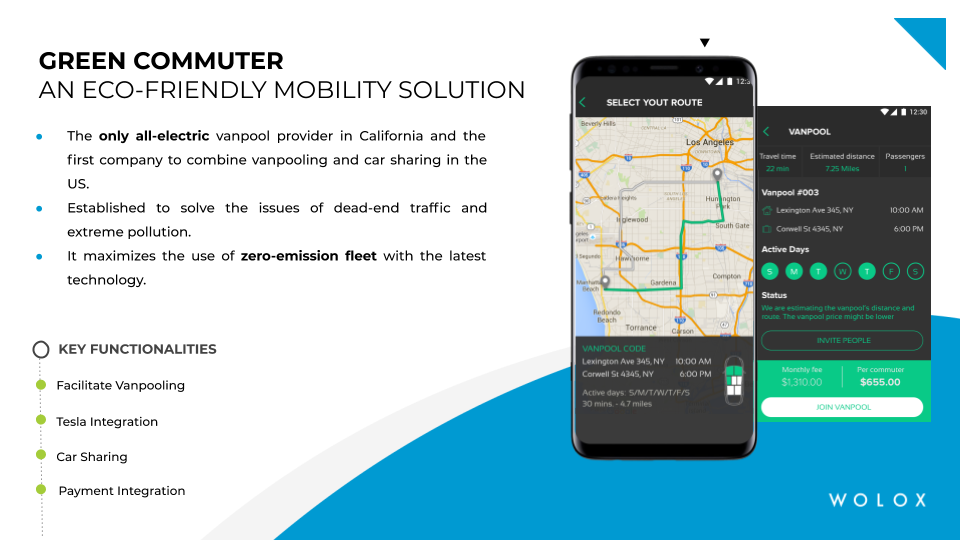 GREEN COMMUTER
AN ECO-FRIENDLY MOBILITY SOLUTION
The only all-electric vanpool provider in California and the
first company to combine vanpooling and car sharing in the
US.
Established to solve the issues of dead-end traffic and
extreme pollution.
It maximizes the use of zero-emission fleet with the latest
technology.
KEY FUNCTIONALITIES
Facilitate Vanpooling
Tesla Integration
Car Sharing
Payment Integration
SELECT YOUT ROUTE
Beverly Hills
Los Angeles
Huntington
Park
Inglewood
South Gate
Hawthorne
Compton
Manhattan
Beach
Gardena
Redondo
Beach
Torrance
Carson
VANPOOL CODE
Lexington Ave 345, NY 10:00 AM
Corwell St 4345, NY 6:00 PM
Active days: S/M/T/W/T/F/S
30 mins. - 4.7 miles
12:30
VANPOOL
Travel time Estimated distance Passengers
22 min 7.25 Miles 1
Vanpool #003
Lexington Ave 345, NY 10:00 AM
Corwell St 4345, NY 6:00 PM
Active Days
S M T W T F S
Status
We are estimating the vanpool's distance and
route. The vanpool price might be lower
INVITE PEOPLE
Monthly fee Per commuter
$1,310.00 $655.00
JOIN VANPOOL
WOLOX